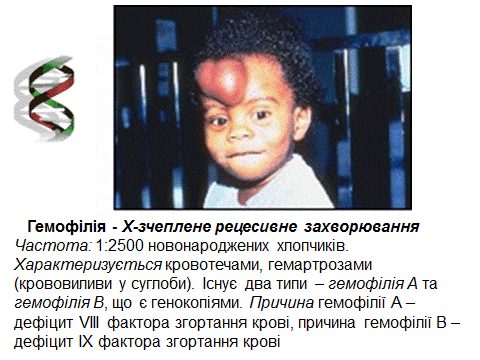 Гемофілія - Х-зчеплене рецесивне захворювання
Частота: 1:2500 новонароджених хлопчиків.
Характеризується кровотечами, гемартрозами
(крововиливи у суглоби). Існує два типи – гемофілія А та
гемофілія В, що є генокопіями. Причина гемофілії А –
дефіцит VIII фактора згортання крові, причина гемофілії В –
дефіцит IX фактора згортання крові